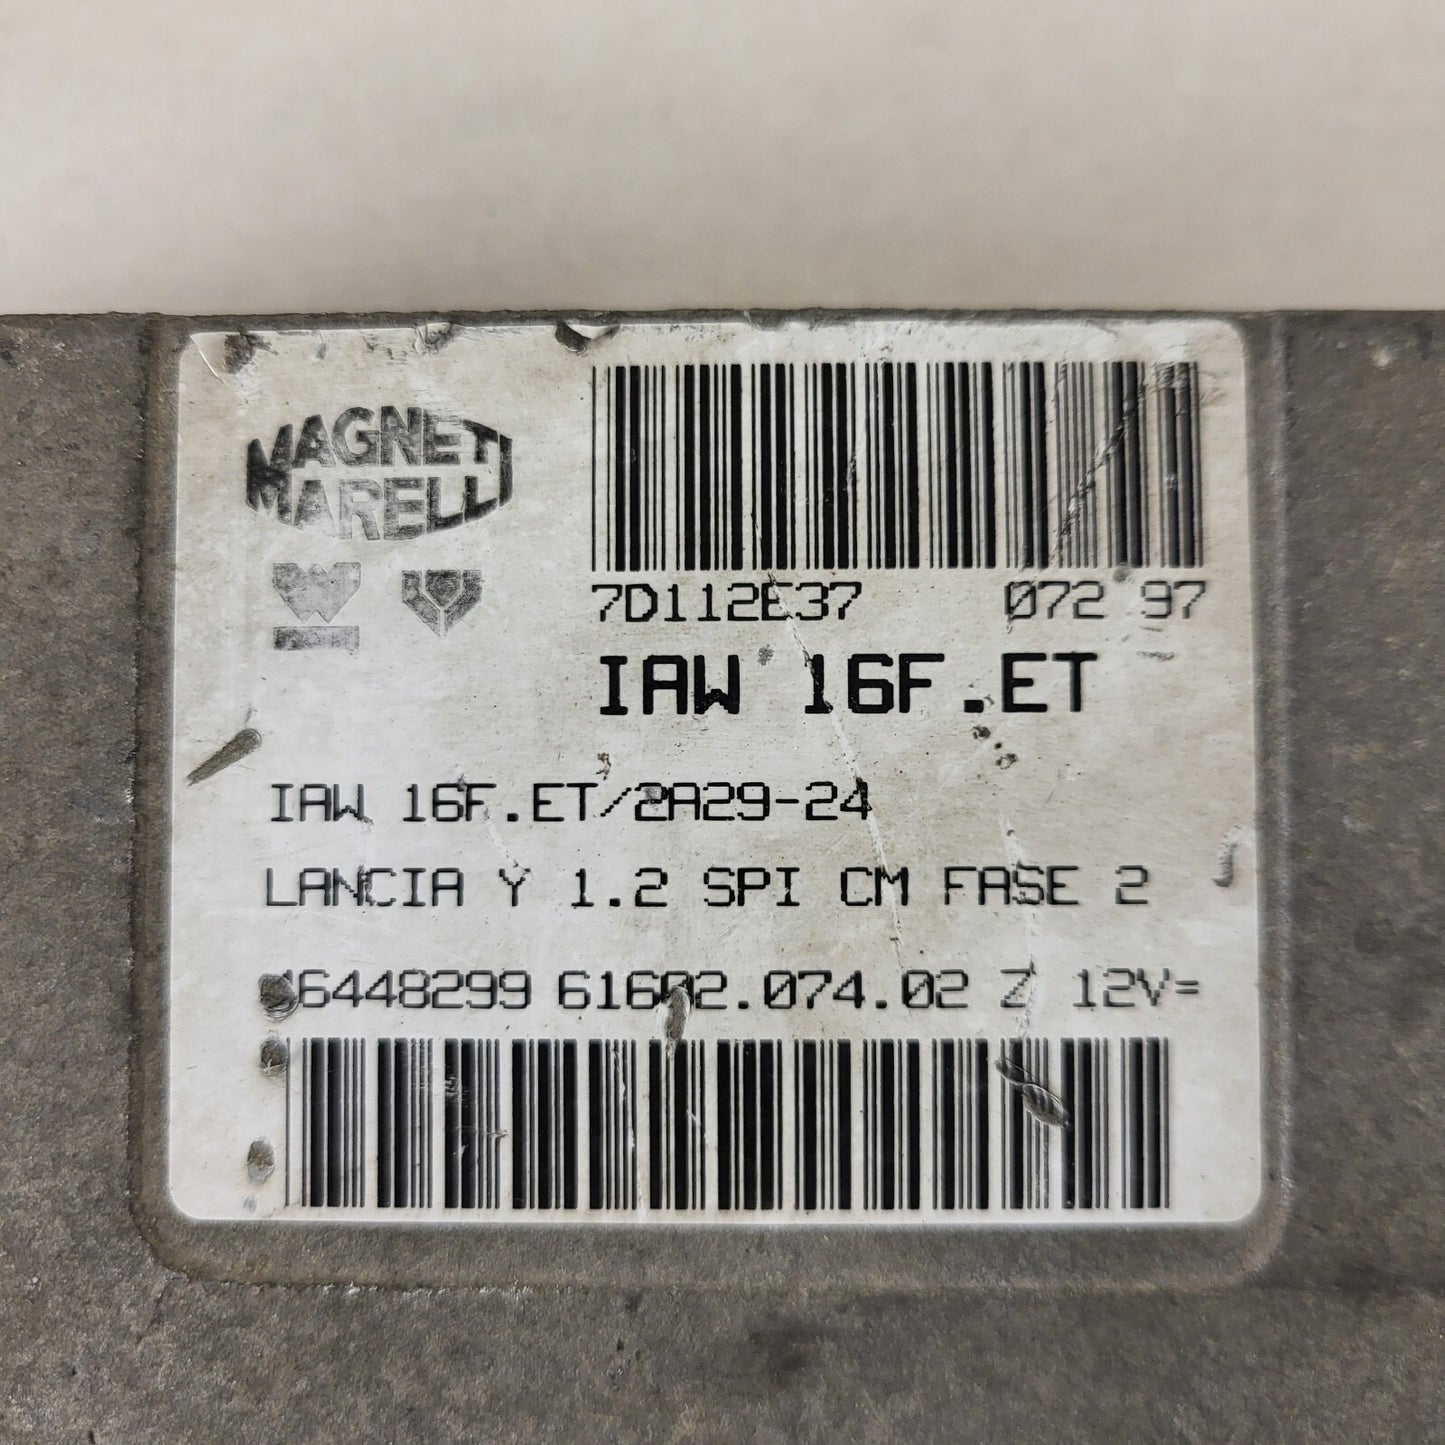 MAGNETI
MARELLI
7D112E37 072 97
IAW 16F.ET
IAW 16F.ET/2A29-24
LANCIA Y 1.2 SPI CM FASE 2
46448299 61602.074.02 Z 12V=